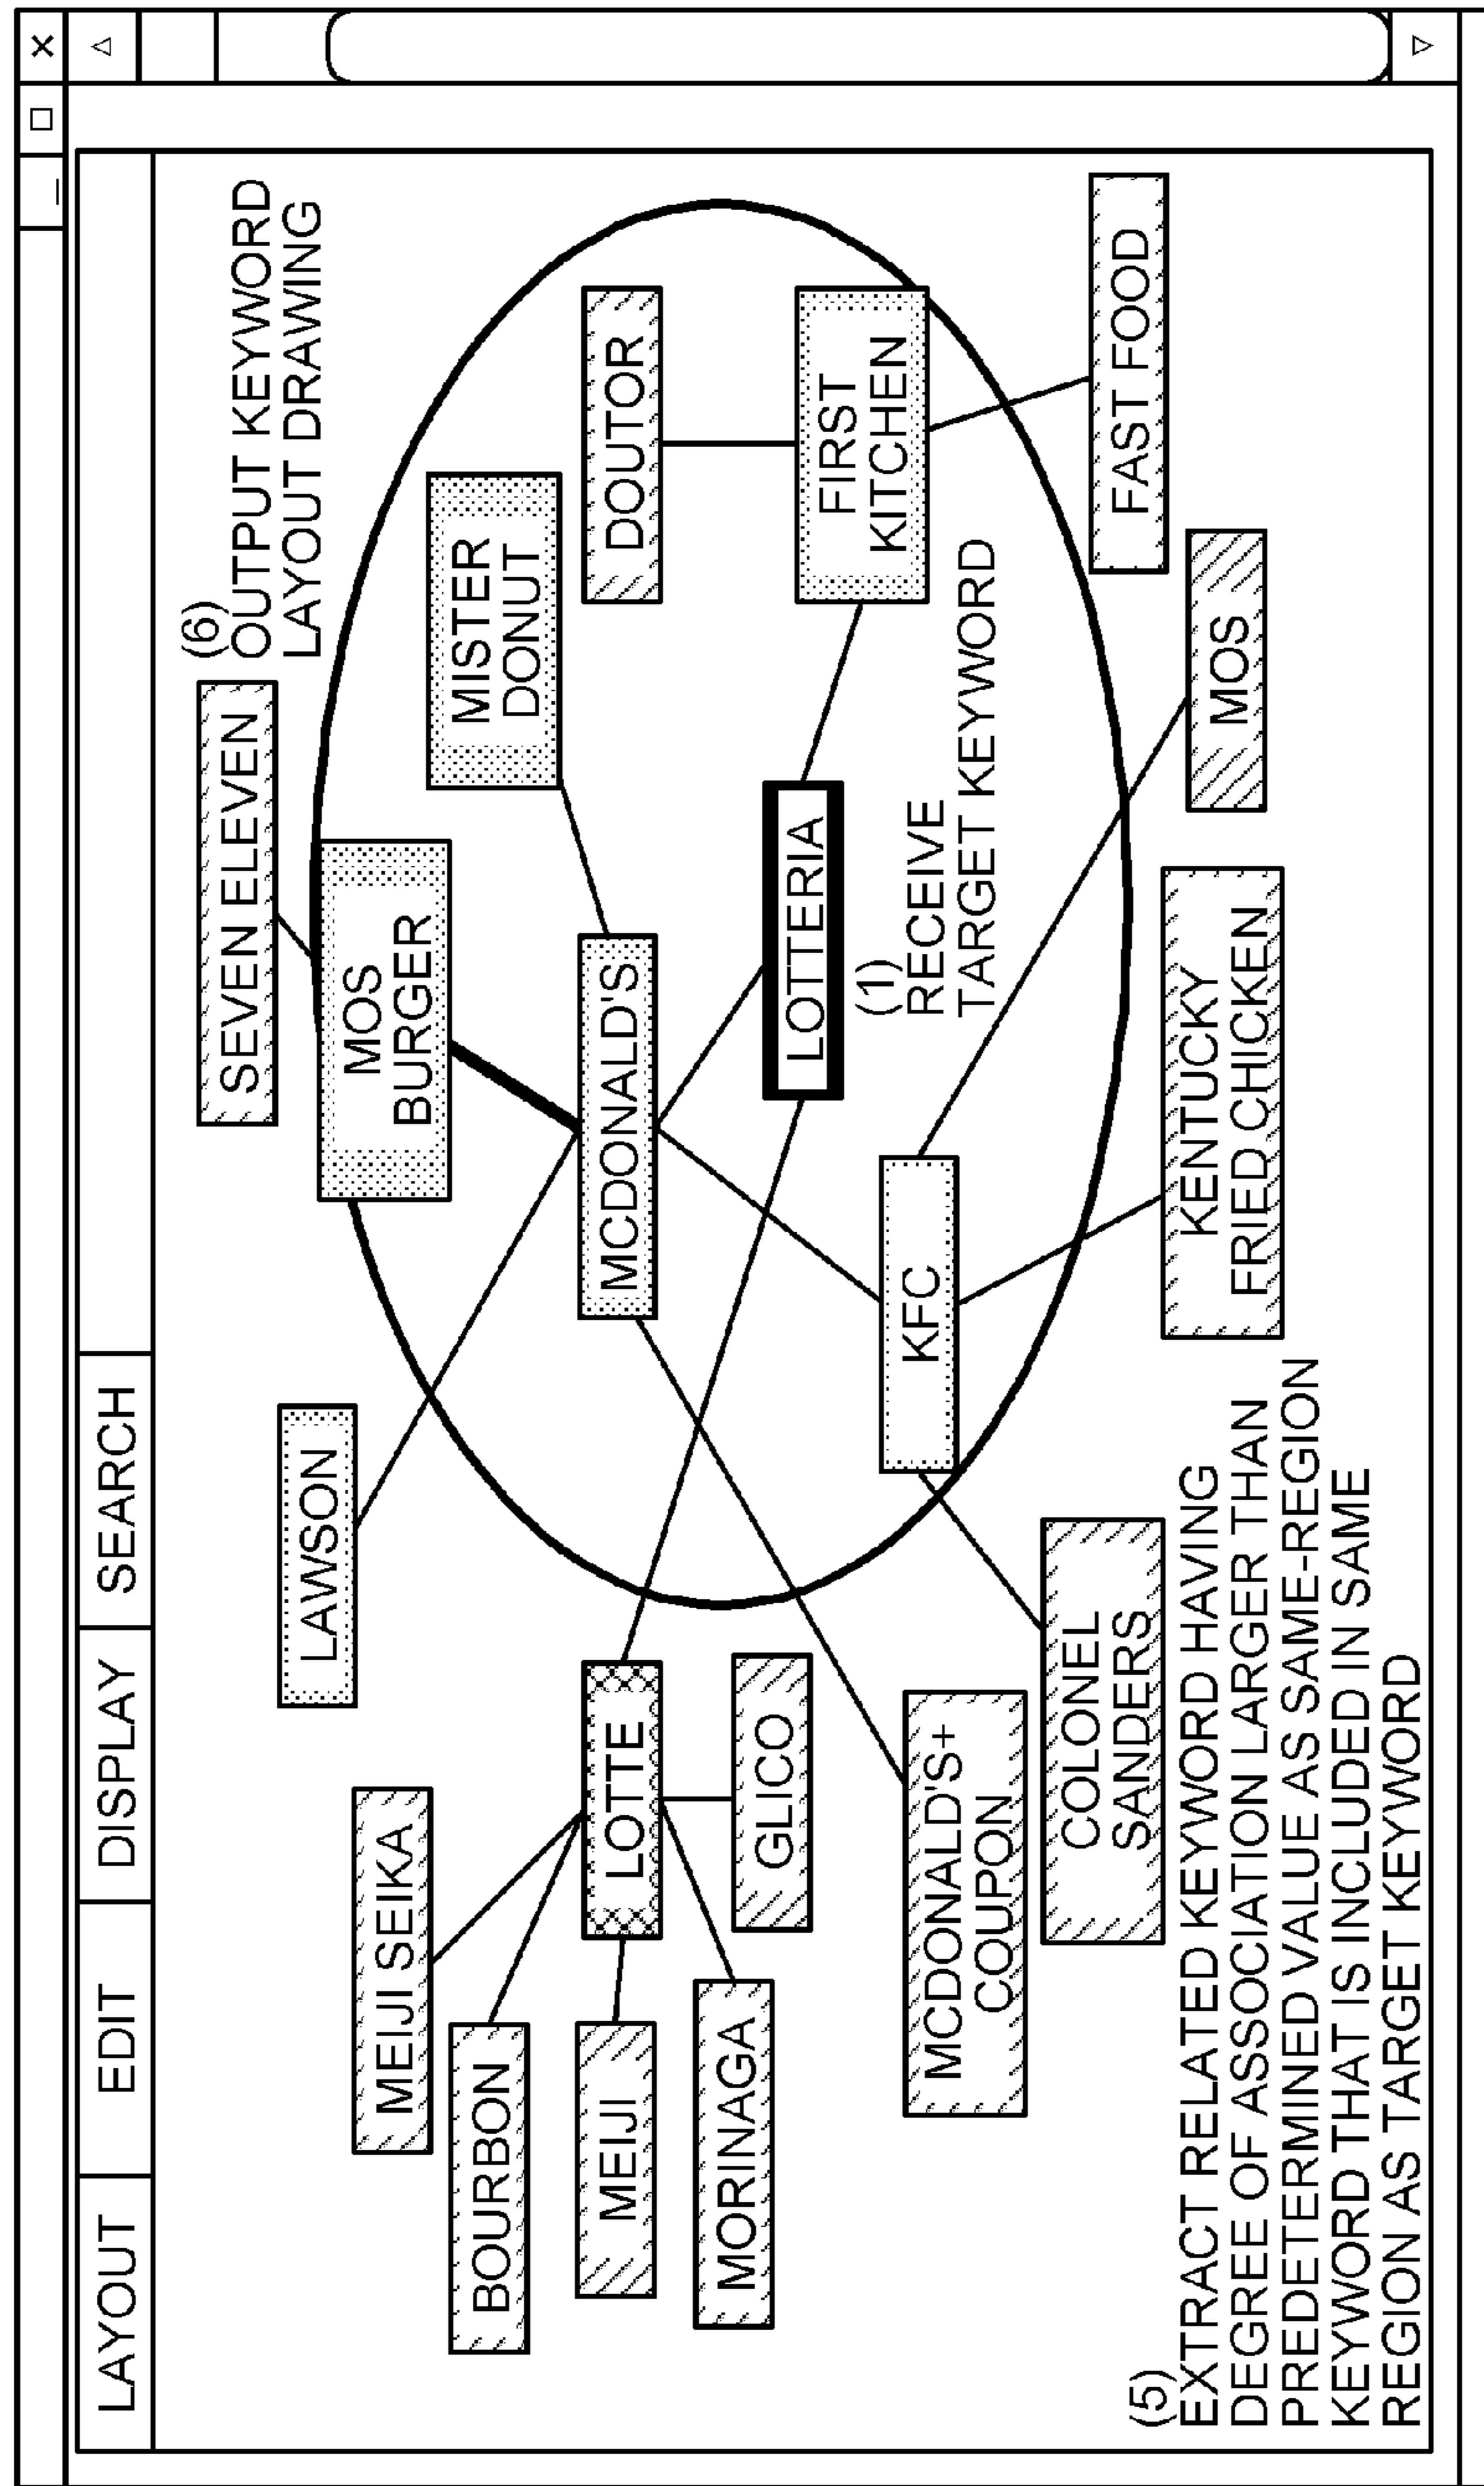 LAYOUT
EDIT
DISPLAY
SEARCH
(6)
OUTPUT KEYWORD
LAYOUT DRAWING
SEVEN ELEVEN
LAWSON
MOS
BURGER
MEIJI SEIKA
MISTER
DONUT
BOURBON
MEIJI
LOTTE
MCDONALD'S
DOUTOR
MORINAGA
GLICO
LOTTERIA
FIRST
KITCHEN
(1)
RECEIVE
TARGET KEYWORD
MCDONALD'S+
COUPON
KFC
COLONEL
SANDERS
FAST FOOD
KENTUCKY
FRIED CHICKEN
MOS
(5)
EXTRACT RELATED KEYWORD HAVING
DEGREE OF ASSOCIATION LARGER THAN
PREDETERMINED VALUE AS SAME-REGION
KEYWORD THAT IS INCLUDED IN SAME
REGION AS TARGET KEYWORD